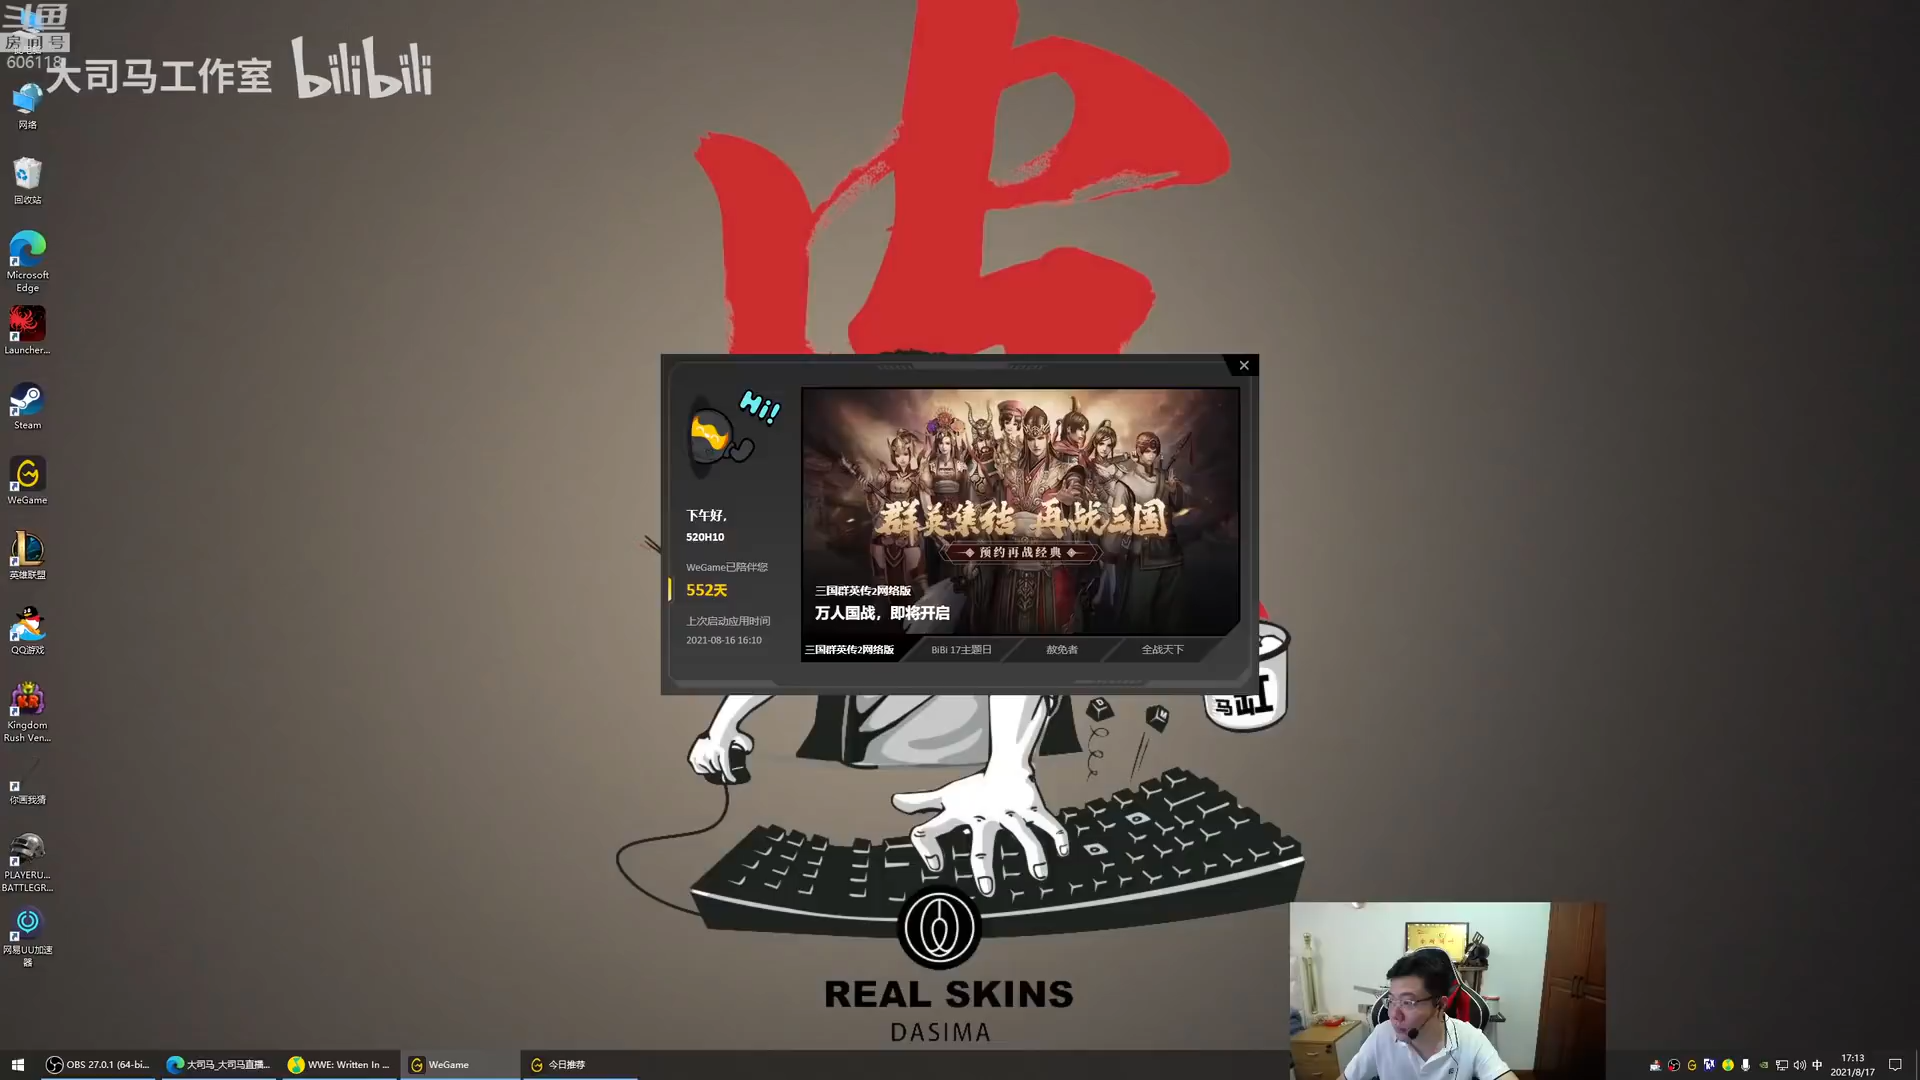 斗鱼
房间号
606118
大司马工作室 bilibili
网络
回收站
Microsoft
Edge
Launcher...
Steam
WeGame
英雄联盟
QQ游戏
Kingdom
Rush Ven...
你画我猜
PLAYERU...
BATTLEGR...
网易UU加速
器
Hi!
下午好,
520H10
WeGame已陪伴您
552天
上次启动应用时间
2021-08-16 16:10
群英集结 再战三国
预约再战经典
三国群英传2网络版
万人国战，即将开启
三国群英传2网络版
BiBi 17主题日
赦免者
全战天下
马缸
REAL SKINS
DASIMA
OBS 27.0.1 (64-bi...
大司马_大司马直播...
WWE: Written In ...
WeGame
今日推荐
中
17:13
2021/8/17